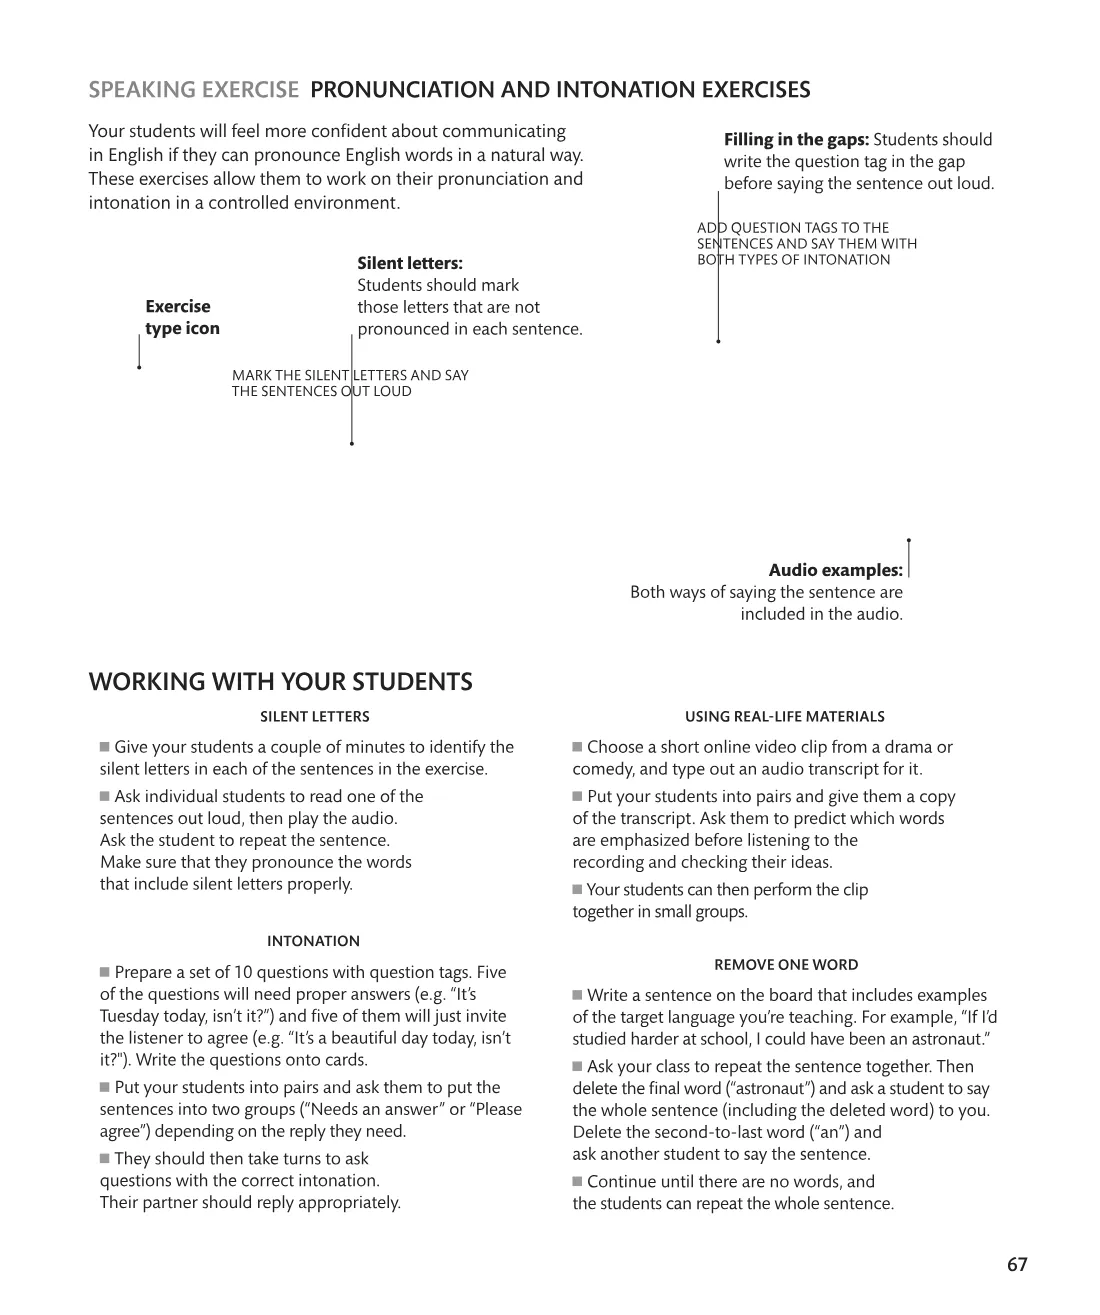 SPEAKING EXERCISE PRONUNCIATION AND INTONATION EXERCISES
Your students will feel more confident about communicating
in English if they can pronounce English words in a natural way.
These exercises allow them to work on their pronunciation and
intonation in a controlled environment.
Filling in the gaps: Students should
write the question tag in the gap
before saying the sentence out loud.
ADD QUESTION TAGS TO THE
SENTENCES AND SAY THEM WITH
BOTH TYPES OF INTONATION
Silent letters:
Students should mark
those letters that are not
pronounced in each sentence.
Exercise
type icon
MARK THE SILENT LETTERS AND SAY
THE SENTENCES OUT LOUD
Audio examples:
Both ways of saying the sentence are
included in the audio.
WORKING WITH YOUR STUDENTS
SILENT LETTERS
■ Give your students a couple of minutes to identify the
silent letters in each of the sentences in the exercise.
■ Ask individual students to read one of the
sentences out loud, then play the audio.
Ask the student to repeat the sentence.
Make sure that they pronounce the words
that include silent letters properly.
INTONATION
■ Prepare a set of 10 questions with question tags. Five
of the questions will need proper answers (e.g. “It’s
Tuesday today, isn’t it?”) and five of them will just invite
the listener to agree (e.g. “It’s a beautiful day today, isn’t
it?"). Write the questions onto cards.
■ Put your students into pairs and ask them to put the
sentences into two groups (“Needs an answer” or “Please
agree”) depending on the reply they need.
■ They should then take turns to ask
questions with the correct intonation.
Their partner should reply appropriately.
USING REAL-LIFE MATERIALS
■ Choose a short online video clip from a drama or
comedy, and type out an audio transcript for it.
■ Put your students into pairs and give them a copy
of the transcript. Ask them to predict which words
are emphasized before listening to the
recording and checking their ideas.
■ Your students can then perform the clip
together in small groups.
REMOVE ONE WORD
■ Write a sentence on the board that includes examples
of the target language you’re teaching. For example, “If I’d
studied harder at school, I could have been an astronaut.”
■ Ask your class to repeat the sentence together. Then
delete the final word (“astronaut”) and ask a student to say
the whole sentence (including the deleted word) to you.
Delete the second-to-last word (“an”) and
ask another student to say the sentence.
■ Continue until there are no words, and
the students can repeat the whole sentence.
67